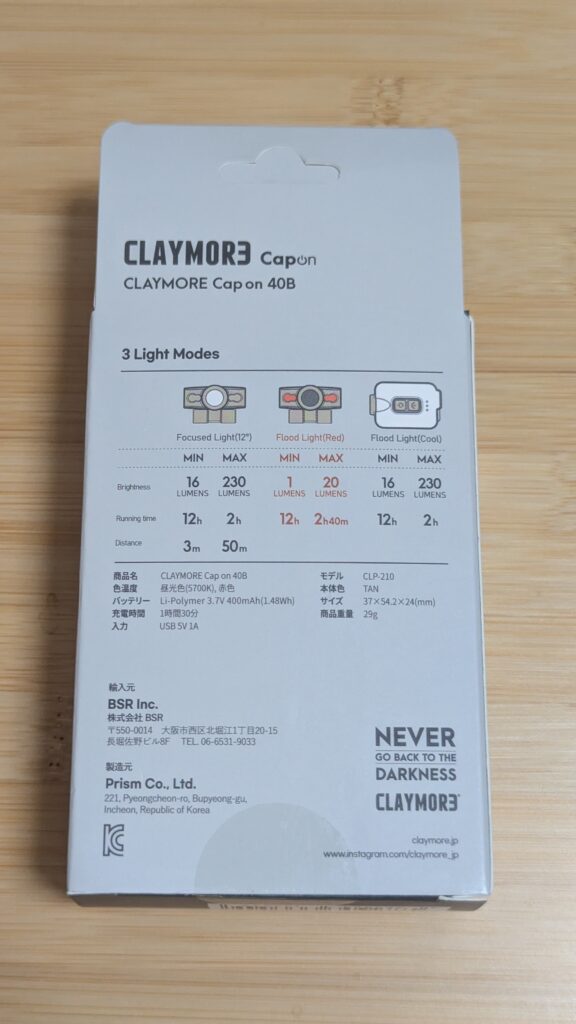 CLAYMOR3 Capon
CLAYMORE Cap on 40B
3 Light Modes
Focused Light(12°) Flood Light(Red) Flood Light(Cool)
MIN MAX MIN MAX MIN MAX
Brightness 16 LUMENS 230 LUMENS 1 LUMENS 20 LUMENS 16 LUMENS 230 LUMENS
Running time 12h 2h 12h 2h40m 12h 2h
Distance 3m 50m
商品名 CLAYMORE Cap on 40B モデル CLP-210
色温度 昼光色(5700K), 赤色 本体色 TAN
バッテリー Li-Polymer 3.7V 400mAh(1.48Wh) サイズ 37×54.2×24(mm)
充電時間 1時間30分 商品重量 29g
入力 USB 5V 1A
輸入元
BSR Inc.
株式会社 BSR
〒550-0014 大阪市西区北堀江1丁目20-15
長堀佐野ビル8F TEL. 06-6531-9033
製造元
Prism Co., Ltd.
221, Pyeongcheon-ro, Bupyeong-gu,
Incheon, Republic of Korea
NEVER
GO BACK TO THE
DARKNESS
CLAYMOR3
claymore.jp
www.instagram.com/claymore_jp